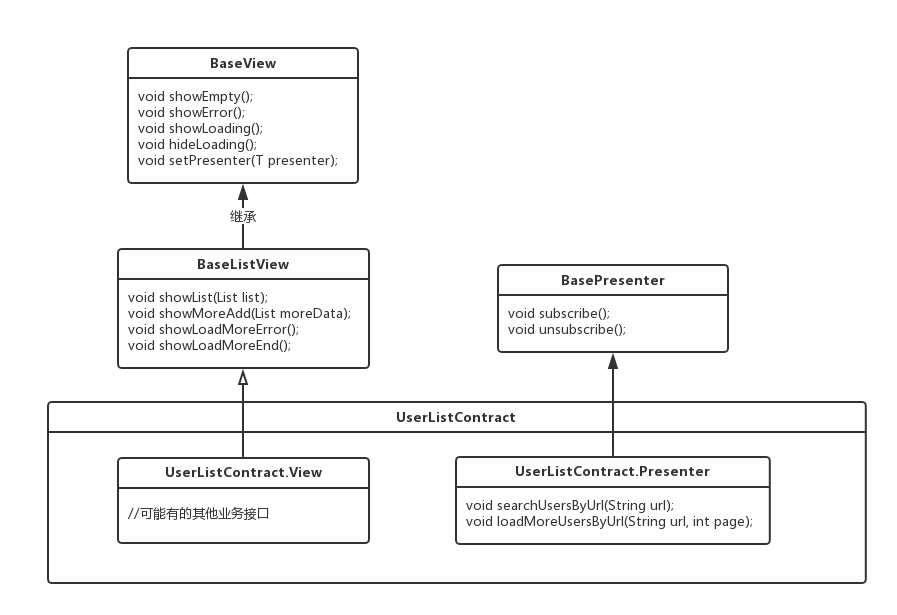 BaseView
void showEmpty();
void showError();
void showLoading();
void hideLoading();
void setPresenter(T presenter);
继承
BaseListView
void showList(List list);
void showMoreAdd(List moreData);
void showLoadMoreError();
void showLoadMoreEnd();
BasePresenter
void subscribe();
void unsubscribe();
UserListContract
UserListContract.View
//可能有的其他业务接口
UserListContract.Presenter
void searchUsersByUrl(String url);
void loadMoreUsersByUrl(String url, int page);